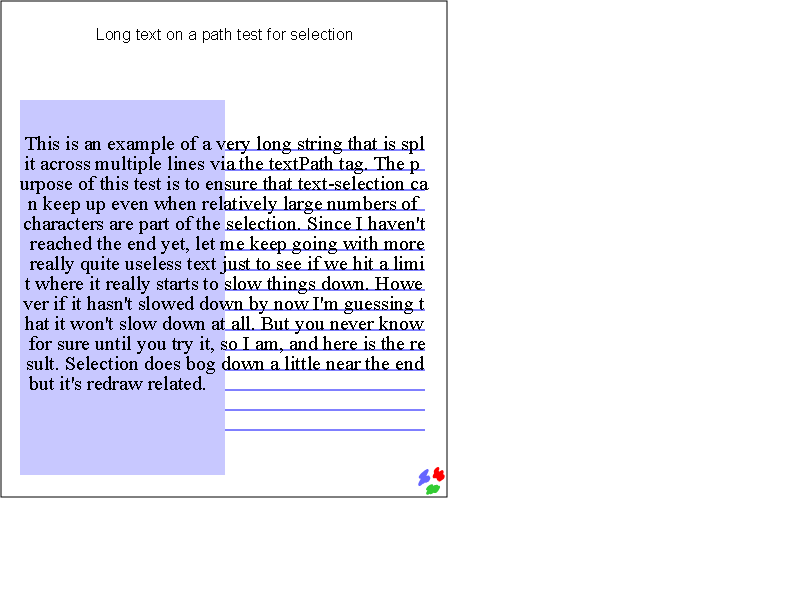 Long text on a path test for selection
This is an example of a very long string that is spl
it across multiple lines via the textPath tag. The p
urpose of this test is to ensure that text-selection ca
n keep up even when relatively large numbers of
characters are part of the selection. Since I haven't
reached the end yet, let me keep going with more
really quite useless text just to see if we hit a limi
t where it really starts to slow things down. Howe
ver if it hasn't slowed down by now I'm guessing t
hat it won't slow down at all. But you never know
for sure until you try it, so I am, and here is the re
sult. Selection does bog down a little near the end
but it's redraw related.